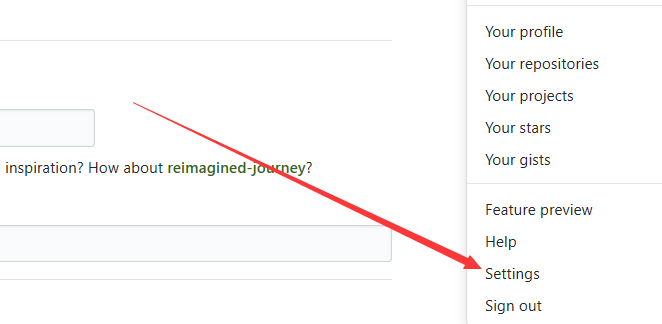 inspiration? How about reimagined-journey?
Your profile
Your repositories
Your projects
Your stars
Your gists
Feature preview
Help
Settings
Sign out